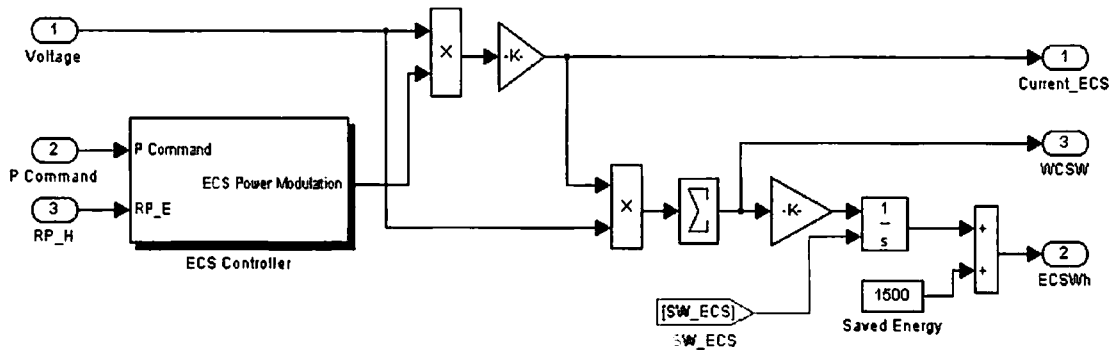 1
Voltage
X
-K-
1
Current_ECS
2
P Command
P Command
ECS Power Modulation
3
RP_H
RP_E
ECS Controller
X
Σ
3
WCSW
-K-
1
s
+
+
2
ECSWh
1500
Saved Energy
[SW_ECS]
SW_ECS